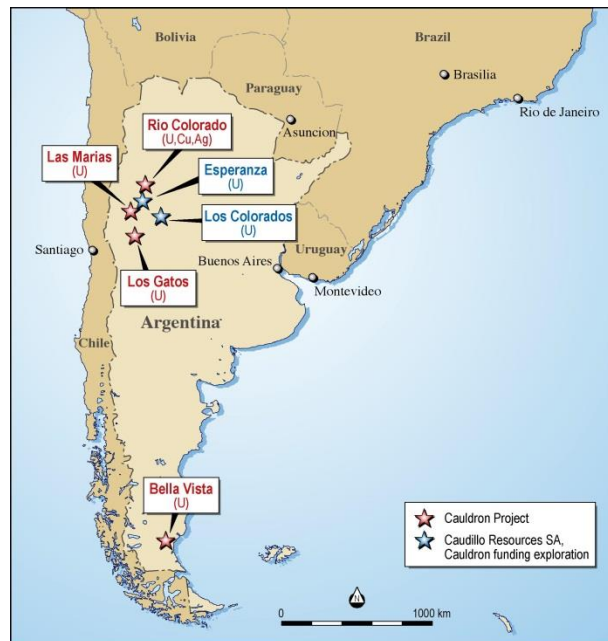 Bolivia
Brazil
Brasilia
Paraguay
Rio de Janeiro
Rio Colorado
(U,Cu,Ag)
Asuncion
Las Marias
(U)
Esperanza
(U)
Los Colorados
(U)
Santiago
Uruguay
Buenos Aires
Los Gatos
(U)
Montevideo
Argentina
Chile
Bella Vista
(U)
Cauldron Project
Caudillo Resources SA,
Cauldron funding exploration
N
0 1000 km